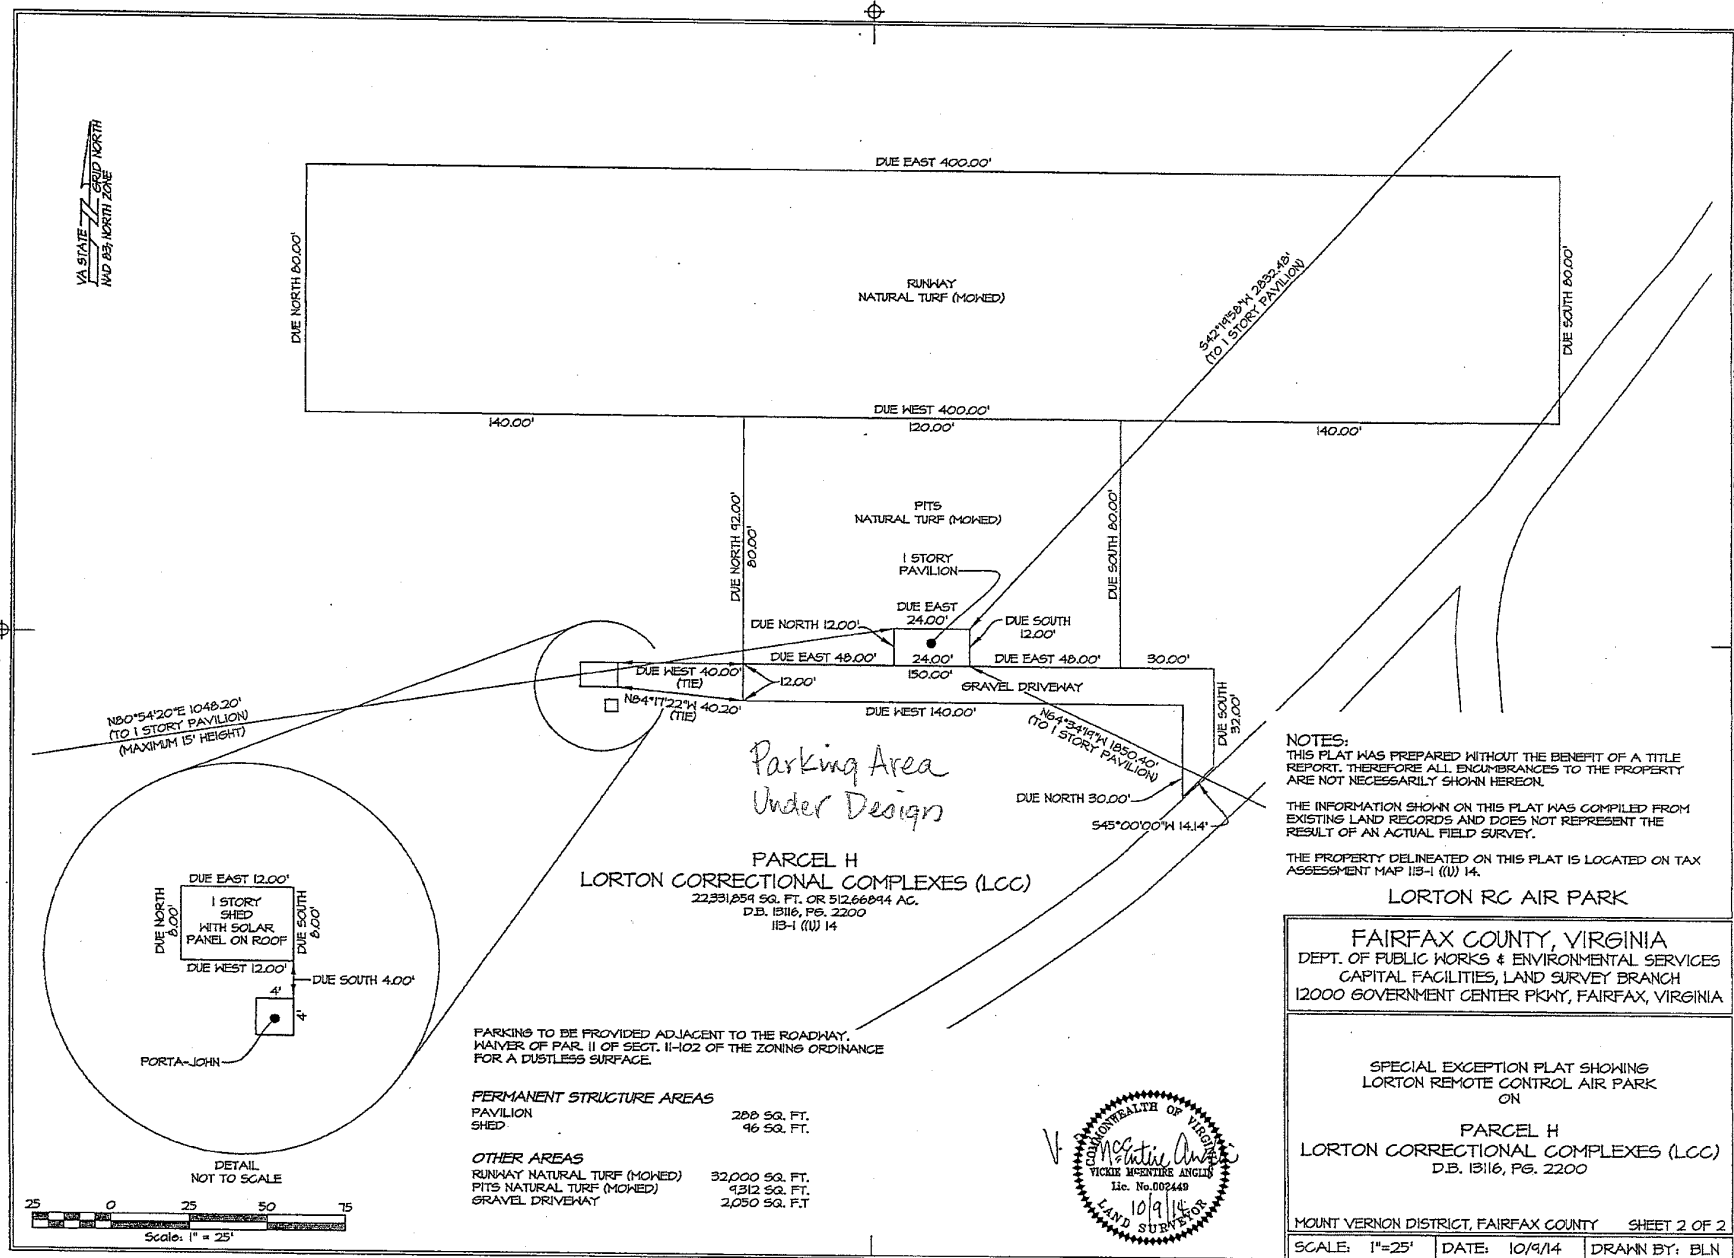 VA STATE GRID NORTH
NAD 83, NORTH ZONE
DUE EAST 400.00'
DUE NORTH 80.00'
RUNWAY
NATURAL TURF (MOWED)
S42°19'58"W 2832.48'
(TO 1 STORY PAVILION)
DUE SOUTH 80.00'
DUE WEST 400.00'
140.00'
120.00'
140.00'
DUE NORTH 92.00'
80.00'
PITS
NATURAL TURF (MOWED)
DUE SOUTH 80.00'
1 STORY
PAVILION
DUE EAST
24.00'
DUE NORTH 12.00'
DUE SOUTH
12.00'
DUE EAST 48.00'
24.00'
DUE EAST 48.00'
30.00'
150.00'
DUE WEST 40.00'
(TIE)
12.00'
GRAVEL DRIVEWAY
N84°17'22"W 40.20'
(TIE)
DUE WEST 140.00'
DUE SOUTH
32.00'
N64°34'19"W 1850.40'
(TO 1 STORY PAVILION)
N80°54'20"E 1048.20'
(TO 1 STORY PAVILION)
(MAXIMUM 15' HEIGHT)
Parking Area
Under Design
DUE NORTH 30.00'
S45°00'00"W 14.14'
PARCEL H
LORTON CORRECTIONAL COMPLEXES (LCC)
22,331,859 SQ. FT. OR 512.66894 AC.
D.B. 13116, PG. 2200
113-1 ((1)) 14
DUE EAST 12.00'
DUE NORTH
8.00'
1 STORY
SHED
WITH SOLAR
PANEL ON ROOF
DUE SOUTH
8.00'
DUE WEST 12.00'
DUE SOUTH 4.00'
4'
4'
PORTA-JOHN
DETAIL
NOT TO SCALE
25 0 25 50 75
Scale: 1" = 25'
PARKING TO BE PROVIDED ADJACENT TO THE ROADWAY.
WAIVER OF PAR. 11 OF SECT. 11-102 OF THE ZONING ORDINANCE
FOR A DUSTLESS SURFACE.
PERMANENT STRUCTURE AREAS
PAVILION 288 SQ. FT.
SHED 96 SQ. FT.
OTHER AREAS
RUNWAY NATURAL TURF (MOWED) 32,000 SQ. FT.
PITS NATURAL TURF (MOWED) 9,312 SQ. FT.
GRAVEL DRIVEWAY 2,050 SQ. F.T
COMMONWEALTH OF VIRGINIA
V. McEntire Anglin
VICKIE MCENTIRE ANGLIN
Lic. No.002449
10/9/14
LAND SURVEYOR
NOTES:
THIS PLAT WAS PREPARED WITHOUT THE BENEFIT OF A TITLE
REPORT. THEREFORE ALL ENCUMBRANCES TO THE PROPERTY
ARE NOT NECESSARILY SHOWN HEREON.
THE INFORMATION SHOWN ON THIS PLAT WAS COMPILED FROM
EXISTING LAND RECORDS AND DOES NOT REPRESENT THE
RESULT OF AN ACTUAL FIELD SURVEY.
THE PROPERTY DELINEATED ON THIS PLAT IS LOCATED ON TAX
ASSESSMENT MAP 113-1 ((1)) 14.
LORTON RC AIR PARK
FAIRFAX COUNTY, VIRGINIA
DEPT. OF PUBLIC WORKS & ENVIRONMENTAL SERVICES
CAPITAL FACILITIES, LAND SURVEY BRANCH
12000 GOVERNMENT CENTER PKWY, FAIRFAX, VIRGINIA
SPECIAL EXCEPTION PLAT SHOWING
LORTON REMOTE CONTROL AIR PARK
ON
PARCEL H
LORTON CORRECTIONAL COMPLEXES (LCC)
D.B. 13116, PG. 2200
MOUNT VERNON DISTRICT, FAIRFAX COUNTY SHEET 2 OF 2
SCALE: 1"=25' DATE: 10/9/14 DRAWN BY: BLN